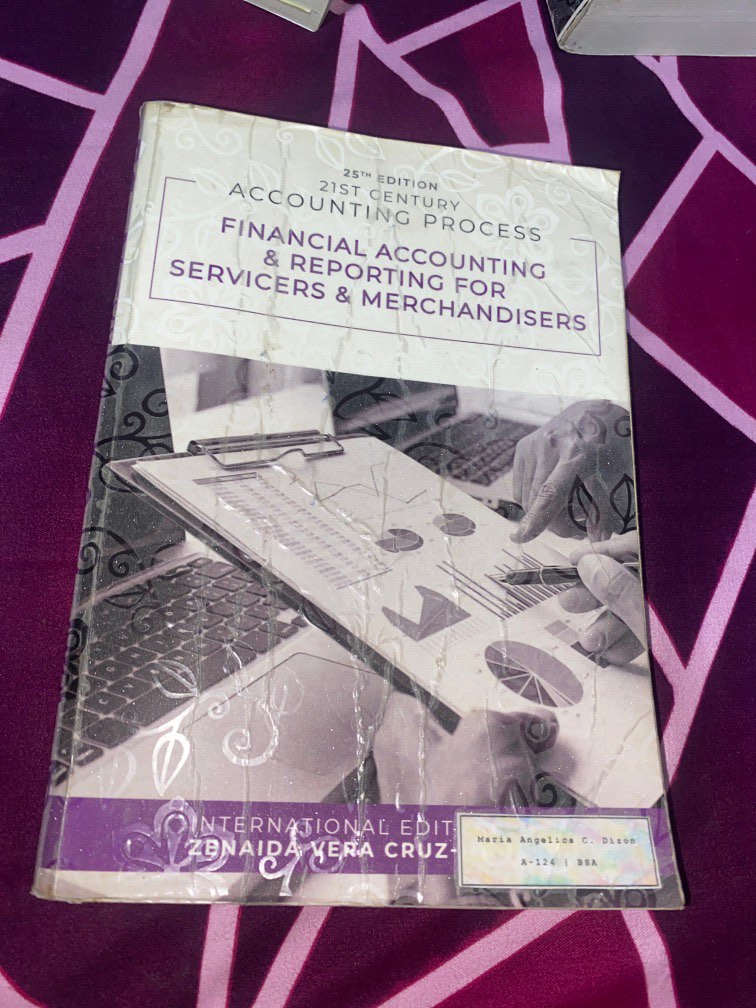 25TH EDITION
21ST CENTURY
ACCOUNTING PROCESS
FINANCIAL ACCOUNTING
& REPORTING FOR
SERVICERS & MERCHANDISERS
INTERNATIONAL EDIT
ZENAIDA VERA CRUZ-
Maria Angelica C. Dizon
A-124 | BSA